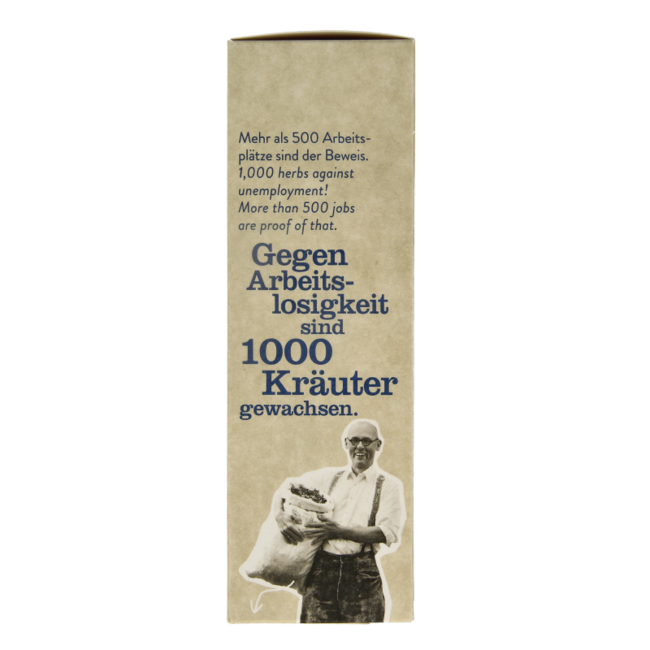 Mehr als 500 Arbeits-
plätze sind der Beweis.
1,000 herbs against
unemployment!
More than 500 jobs
are proof of that.
Gegen
Arbeits-
losigkeit
sind
1000
Kräuter
gewachsen.